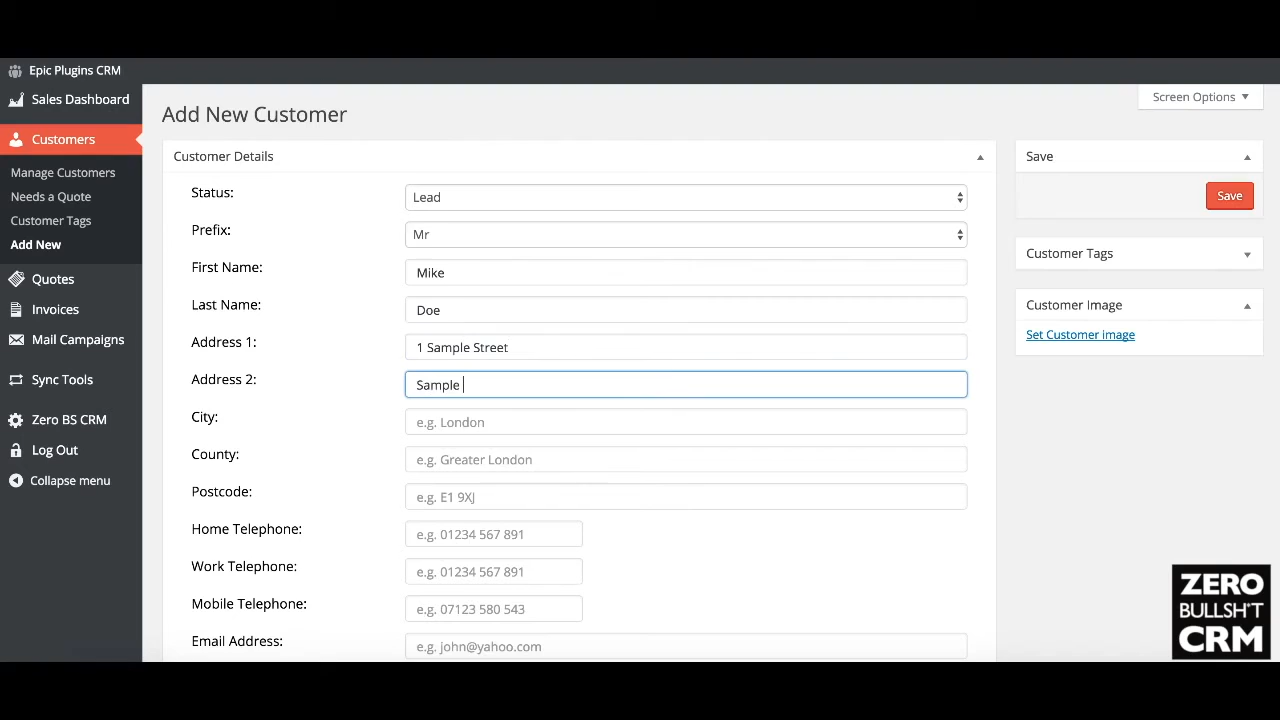 Epic Plugins CRM
Sales Dashboard
Customers
Manage Customers
Needs a Quote
Customer Tags
Add New
Quotes
Invoices
Mail Campaigns
Sync Tools
Zero BS CRM
Log Out
Collapse menu
Screen Options
Add New Customer
Customer Details
Status: Lead
Prefix: Mr
First Name: Mike
Last Name: Doe
Address 1: 1 Sample Street
Address 2: Sample
City: e.g. London
County: e.g. Greater London
Postcode: e.g. E1 9XJ
Home Telephone: e.g. 01234 567 891
Work Telephone: e.g. 01234 567 891
Mobile Telephone: e.g. 07123 580 543
Email Address: e.g. john@yahoo.com
Save
Save
Customer Tags
Customer Image
Set Customer image
ZERO
BULLSH*T
CRM